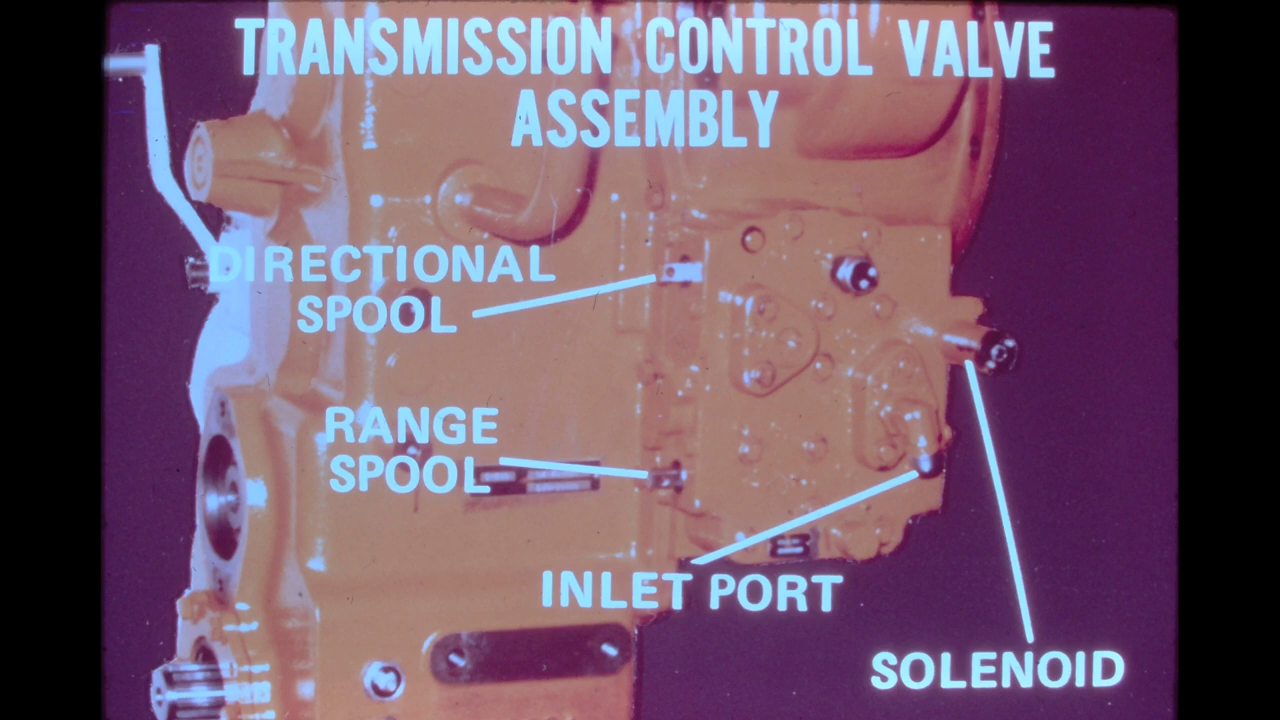 TRANSMISSION CONTROL VALVE
ASSEMBLY
DIRECTIONAL
SPOOL
RANGE
SPOOL
INLET PORT
SOLENOID